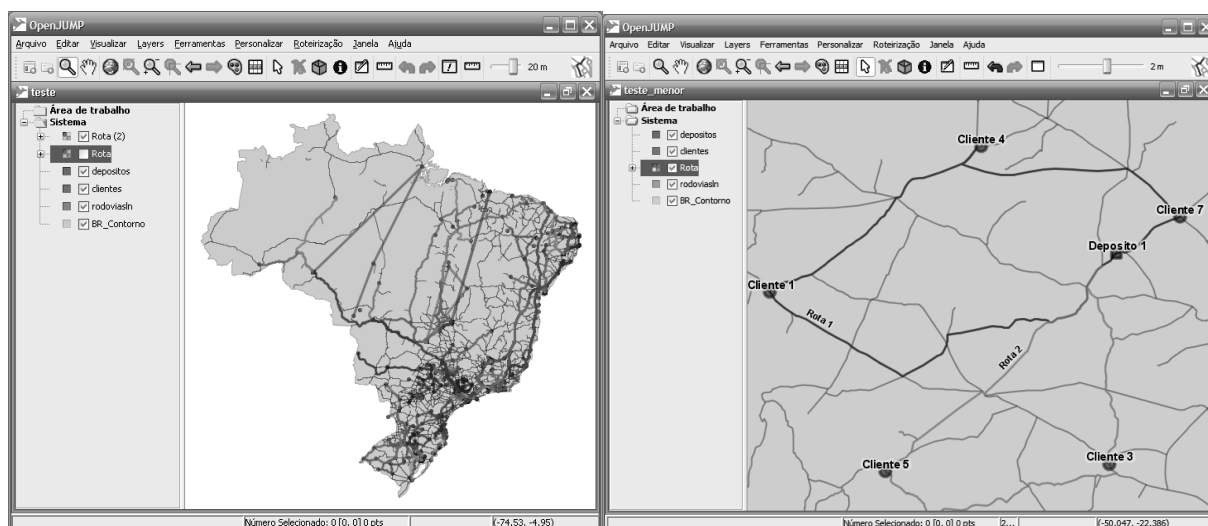 OpenJUMP
Arquivo Editar Visualizar Layers Ferramentas Personalizar Roteirização Janela Ajuda
20 m
teste
Área de trabalho
Sistema
Rota (2)
Rota
depositos
clientes
rodoviasln
BR_Contorno
Número Selecionado: 0 [0, 0] 0 pts
(-74.53, -4.95)
OpenJUMP
Arquivo Editar Visualizar Layers Ferramentas Personalizar Roteirização Janela Ajuda
2 m
teste_menor
Área de trabalho
Sistema
depositos
clientes
Rota
rodoviasln
BR_Contorno
Cliente 4
Cliente 7
Deposito 1
Cliente 1
Rota 1
Rota 2
Cliente 5
Cliente 3
Número Selecionado: 0 [0, 0] 0 pts
2...
(-50.047, -22.386)